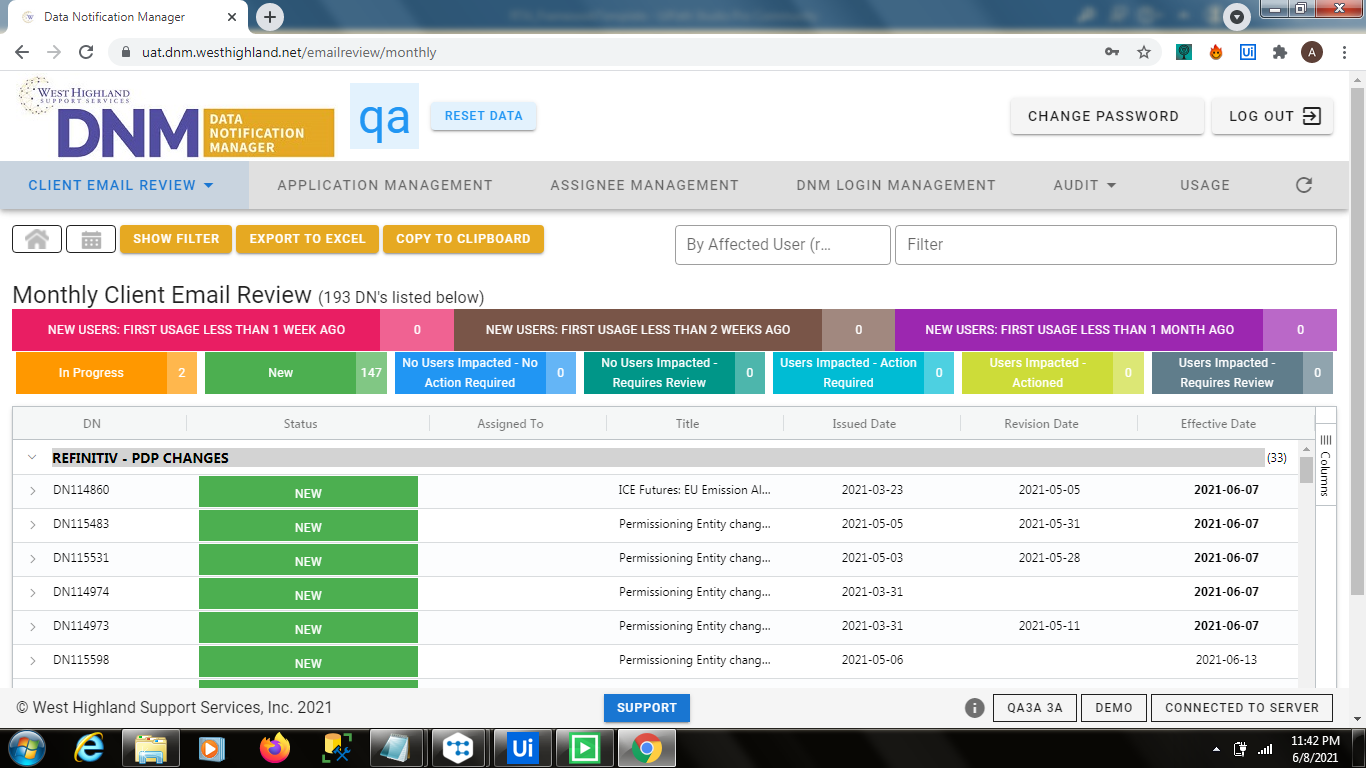 Data Notification Manager
uat.dnm.westhighland.net/emailreview/monthly
A
WEST HIGHLAND
SUPPORT SERVICES
DNM DATA NOTIFICATION MANAGER
qa
RESET DATA
CHANGE PASSWORD
LOG OUT
CLIENT EMAIL REVIEW
APPLICATION MANAGEMENT
ASSIGNEE MANAGEMENT
DNM LOGIN MANAGEMENT
AUDIT
USAGE
SHOW FILTER
EXPORT TO EXCEL
COPY TO CLIPBOARD
By Affected User (r...
Filter
Monthly Client Email Review (193 DN's listed below)
NEW USERS: FIRST USAGE LESS THAN 1 WEEK AGO 0
NEW USERS: FIRST USAGE LESS THAN 2 WEEKS AGO 0
NEW USERS: FIRST USAGE LESS THAN 1 MONTH AGO 0
In Progress 2
New 147
No Users Impacted - No
Action Required 0
No Users Impacted -
Requires Review 0
Users Impacted - Action
Required 0
Users Impacted -
Actioned 0
Users Impacted -
Requires Review 0
DN Status Assigned To Title Issued Date Revision Date Effective Date
REFINITIV - PDP CHANGES (33)
DN114860 NEW ICE Futures: EU Emission Al... 2021-03-23 2021-05-05 2021-06-07
DN115483 NEW Permissioning Entity chang... 2021-05-05 2021-05-31 2021-06-07
DN115531 NEW Permissioning Entity chang... 2021-05-03 2021-05-28 2021-06-07
DN114974 NEW Permissioning Entity chang... 2021-03-31 2021-06-07
DN114973 NEW Permissioning Entity chang... 2021-03-31 2021-05-11 2021-06-07
DN115598 NEW Permissioning Entity chang... 2021-05-06 2021-06-13
Columns
© West Highland Support Services, Inc. 2021
SUPPORT
QA3A 3A
DEMO
CONNECTED TO SERVER
Ui
11:42 PM
6/8/2021